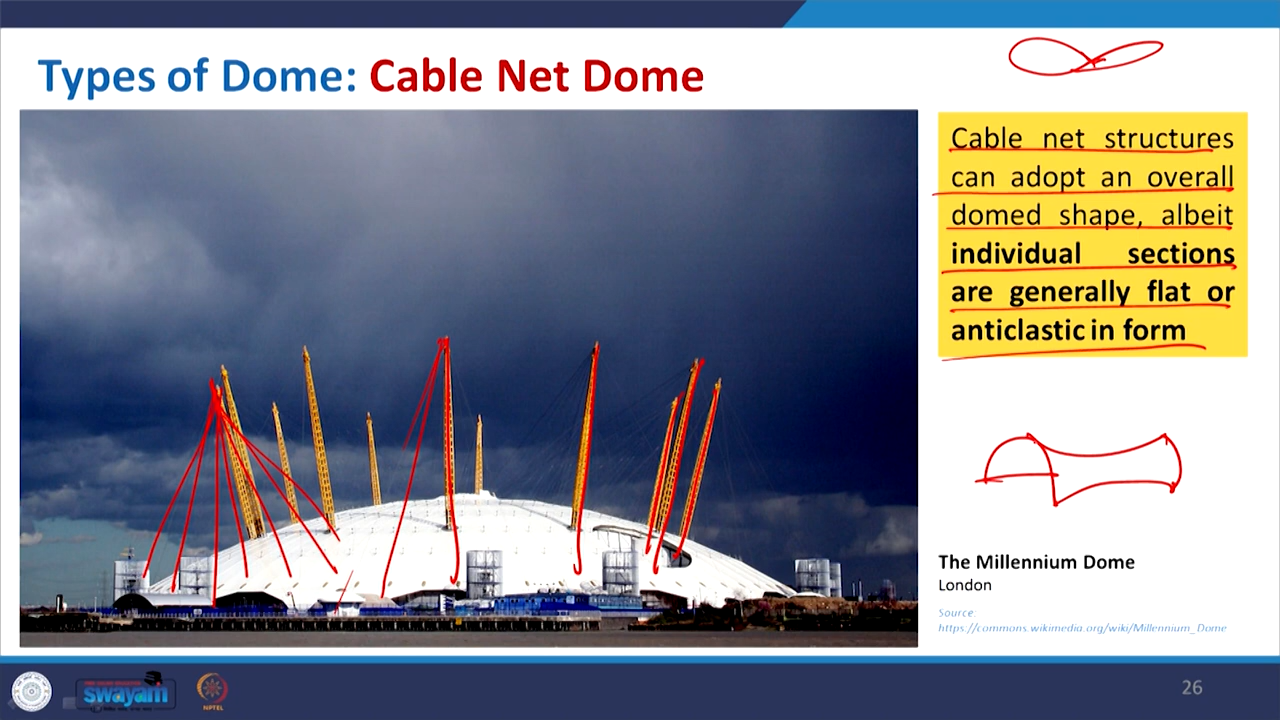 Types of Dome: Cable Net Dome
Cable net structures
can adopt an overall
domed shape, albeit
individual sections
are generally flat or
anticlastic in form
The Millennium Dome
London
Source:
https://commons.wikimedia.org/wiki/Millennium_Dome
swayam
NPTEL
26